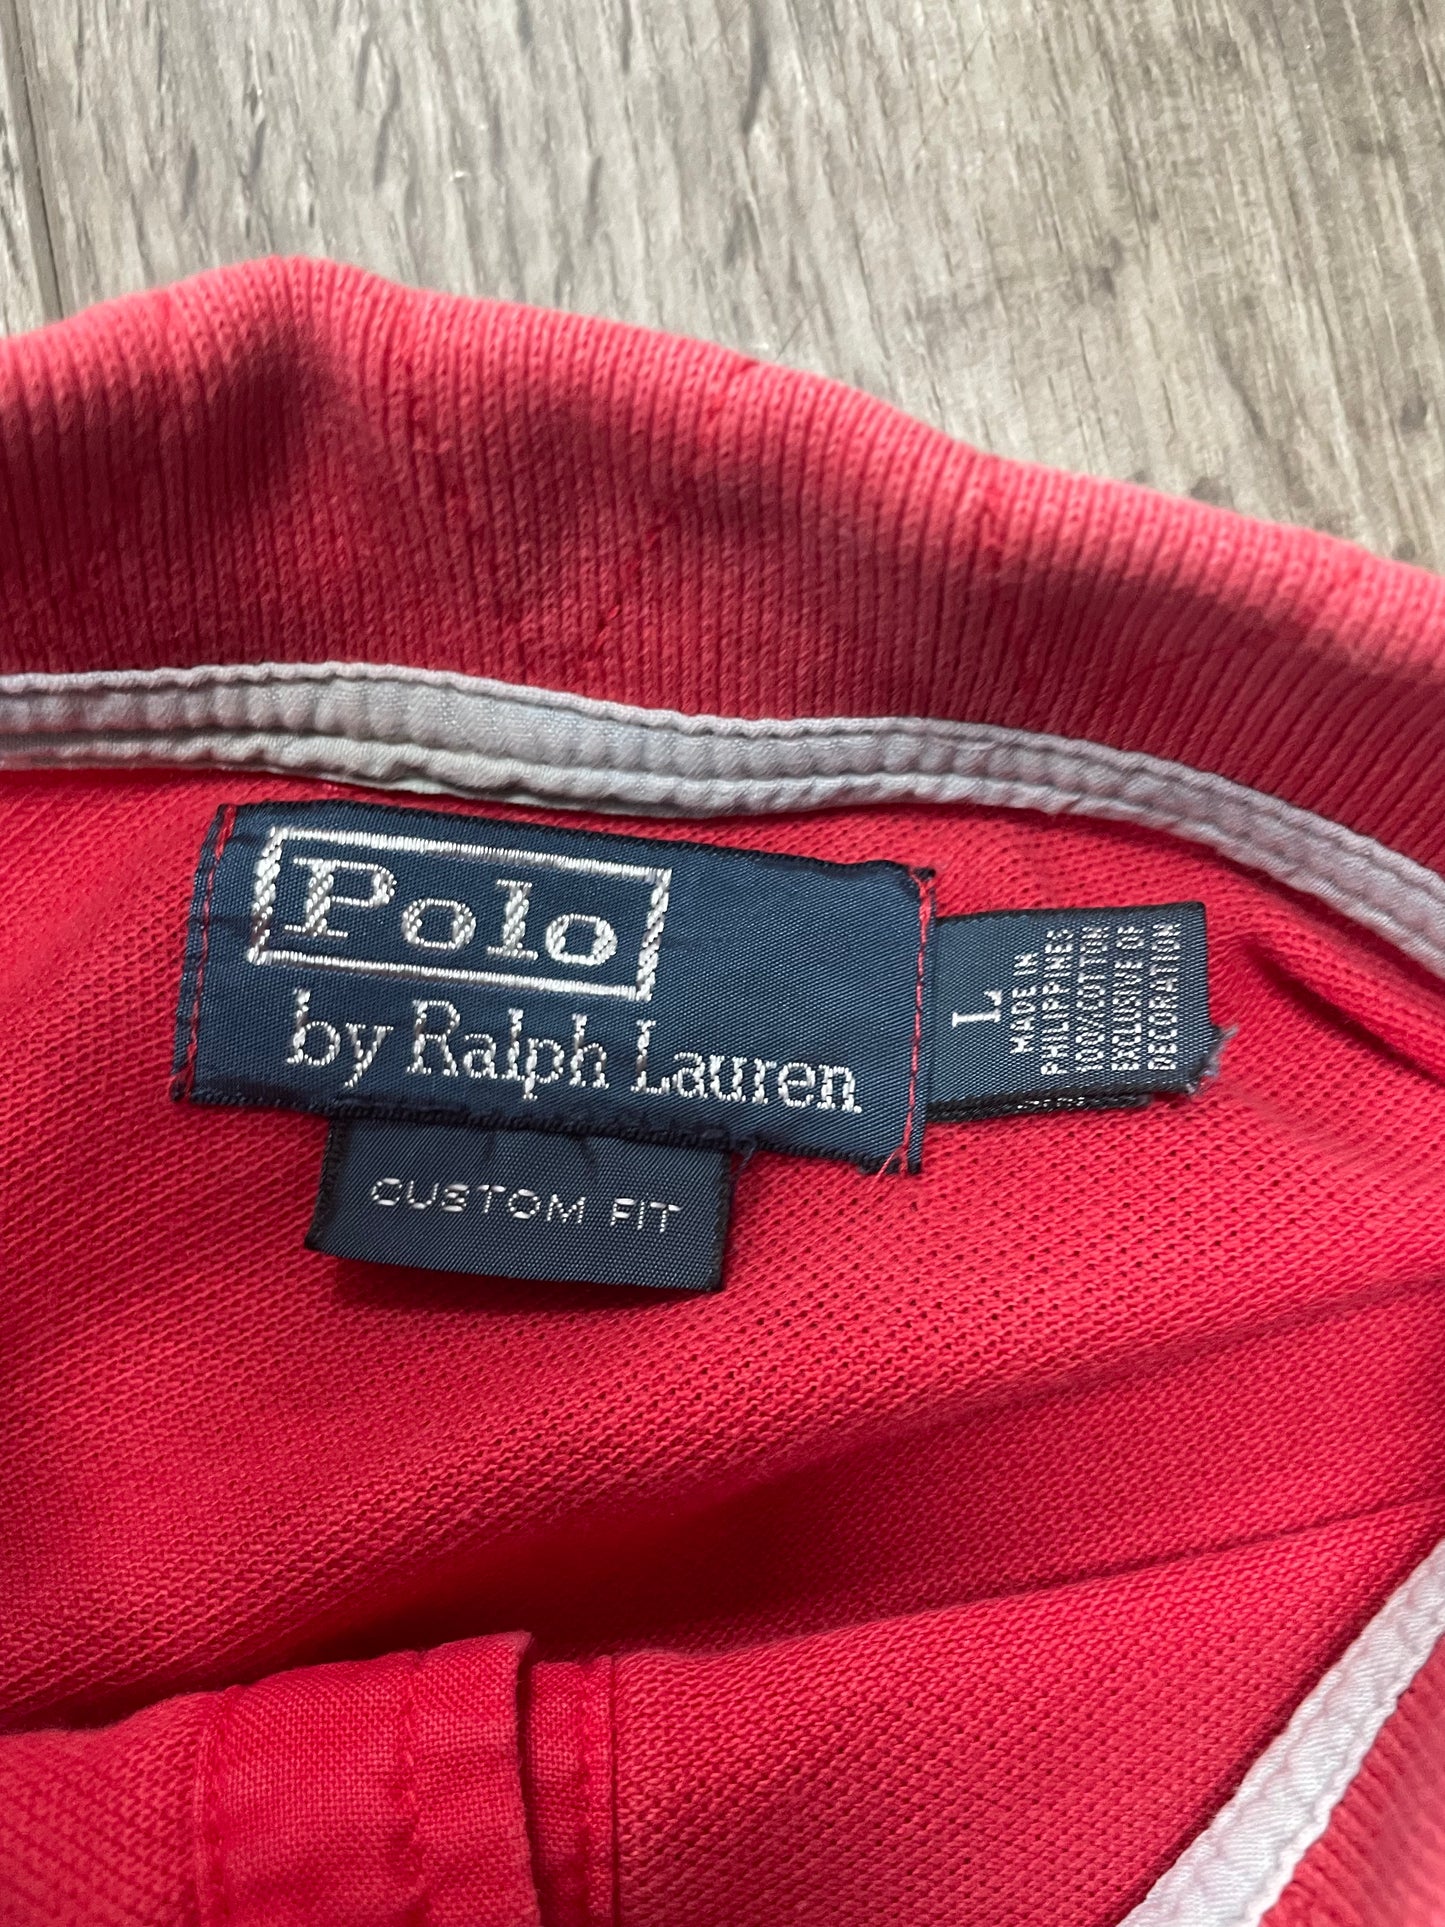 Polo
by Ralph Lauren
CUSTOM FIT
L
MADE IN
PHILIPPINES
100% COTTON
EXCLUSIVE OF
DECORATION